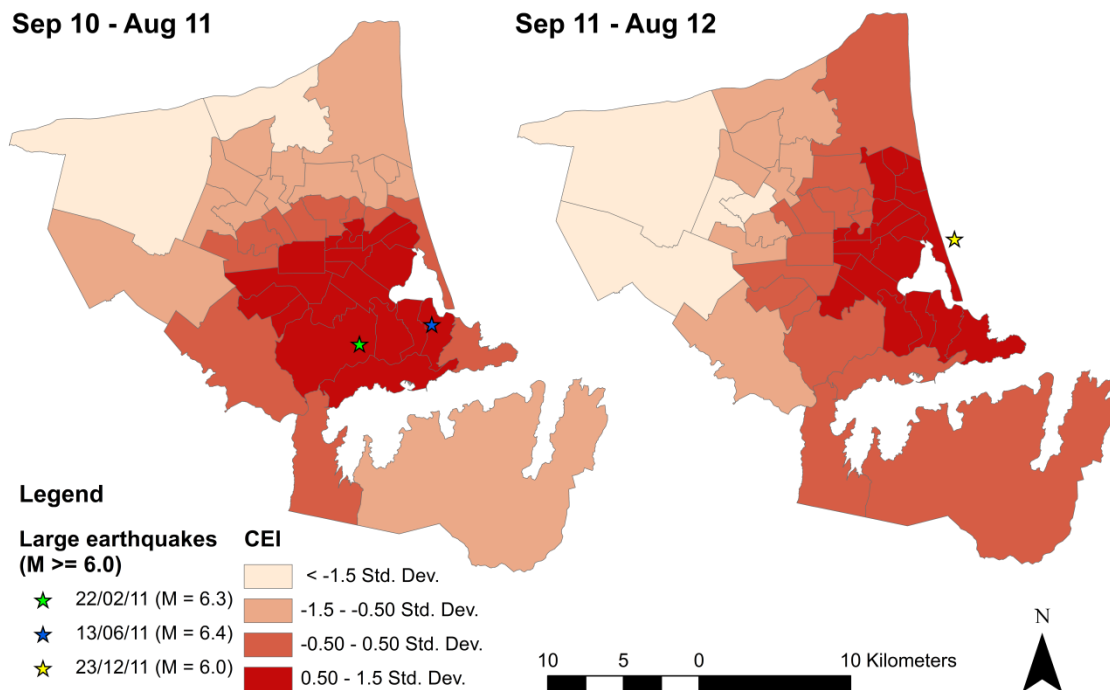 Sep 10 - Aug 11
Sep 11 - Aug 12
Legend
Large earthquakes
(M >= 6.0)
22/02/11 (M = 6.3)
13/06/11 (M = 6.4)
23/12/11 (M = 6.0)
CEI
< -1.5 Std. Dev.
-1.5 - -0.50 Std. Dev.
-0.50 - 0.50 Std. Dev.
0.50 - 1.5 Std. Dev.
10 5 0 10 Kilometers
N